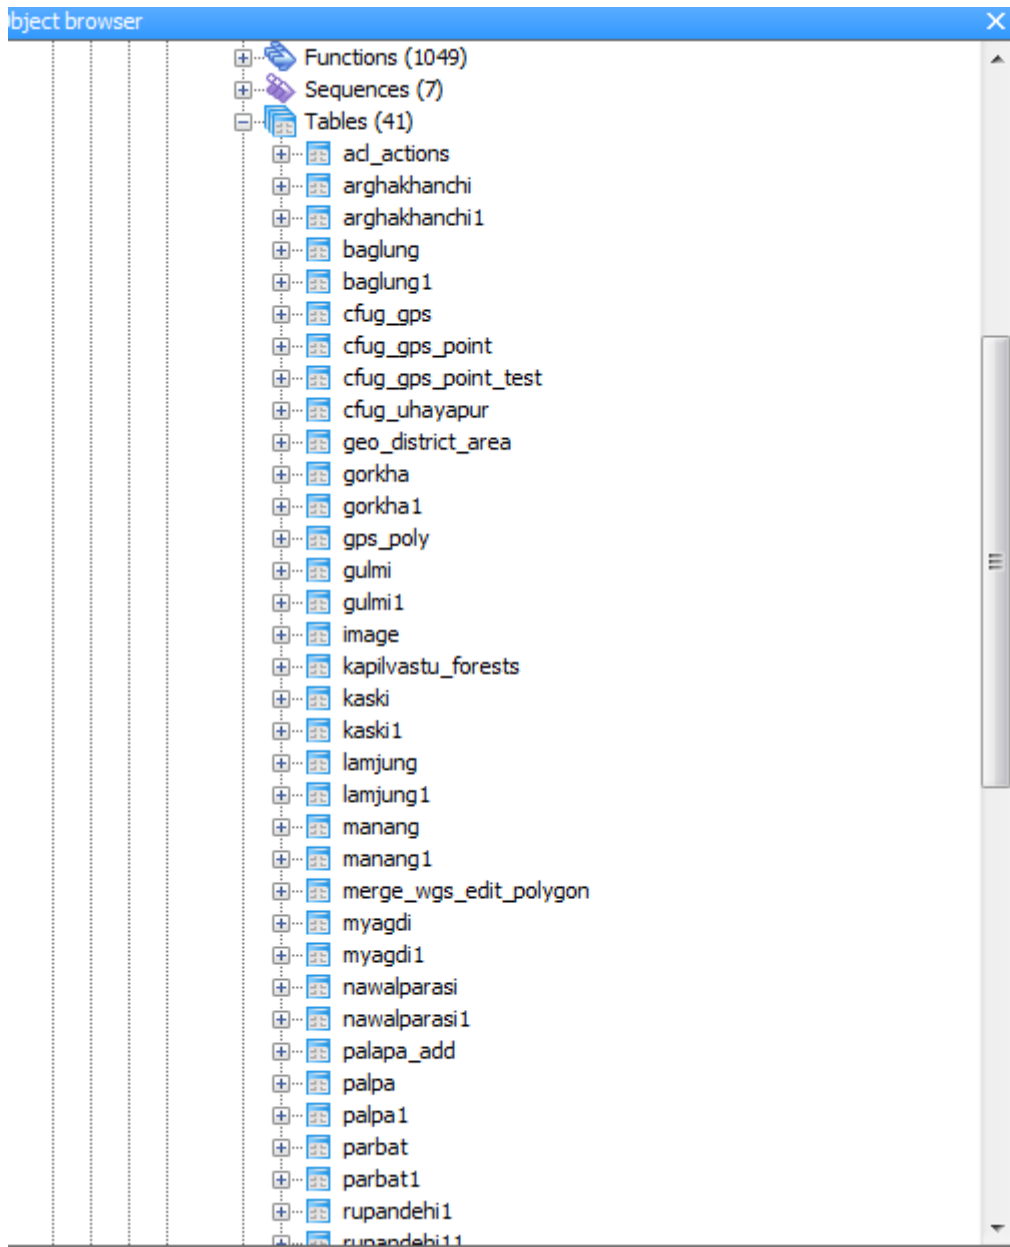 bject browser
Functions (1049)
Sequences (7)
Tables (41)
acl_actions
arghakhanchi
arghakhanchi1
baglung
baglung1
cfug_gps
cfug_gps_point
cfug_gps_point_test
cfug_uhayapur
geo_district_area
gorkha
gorkha1
gps_poly
gulmi
gulmi1
image
kapilvastu_forests
kaski
kaski1
lamjung
lamjung1
manang
manang1
merge_wgs_edit_polygon
myagdi
myagdi1
nawalparasi
nawalparasi1
palapa_add
palpa
palpa1
parbat
parbat1
rupandehi1
rupandehi11